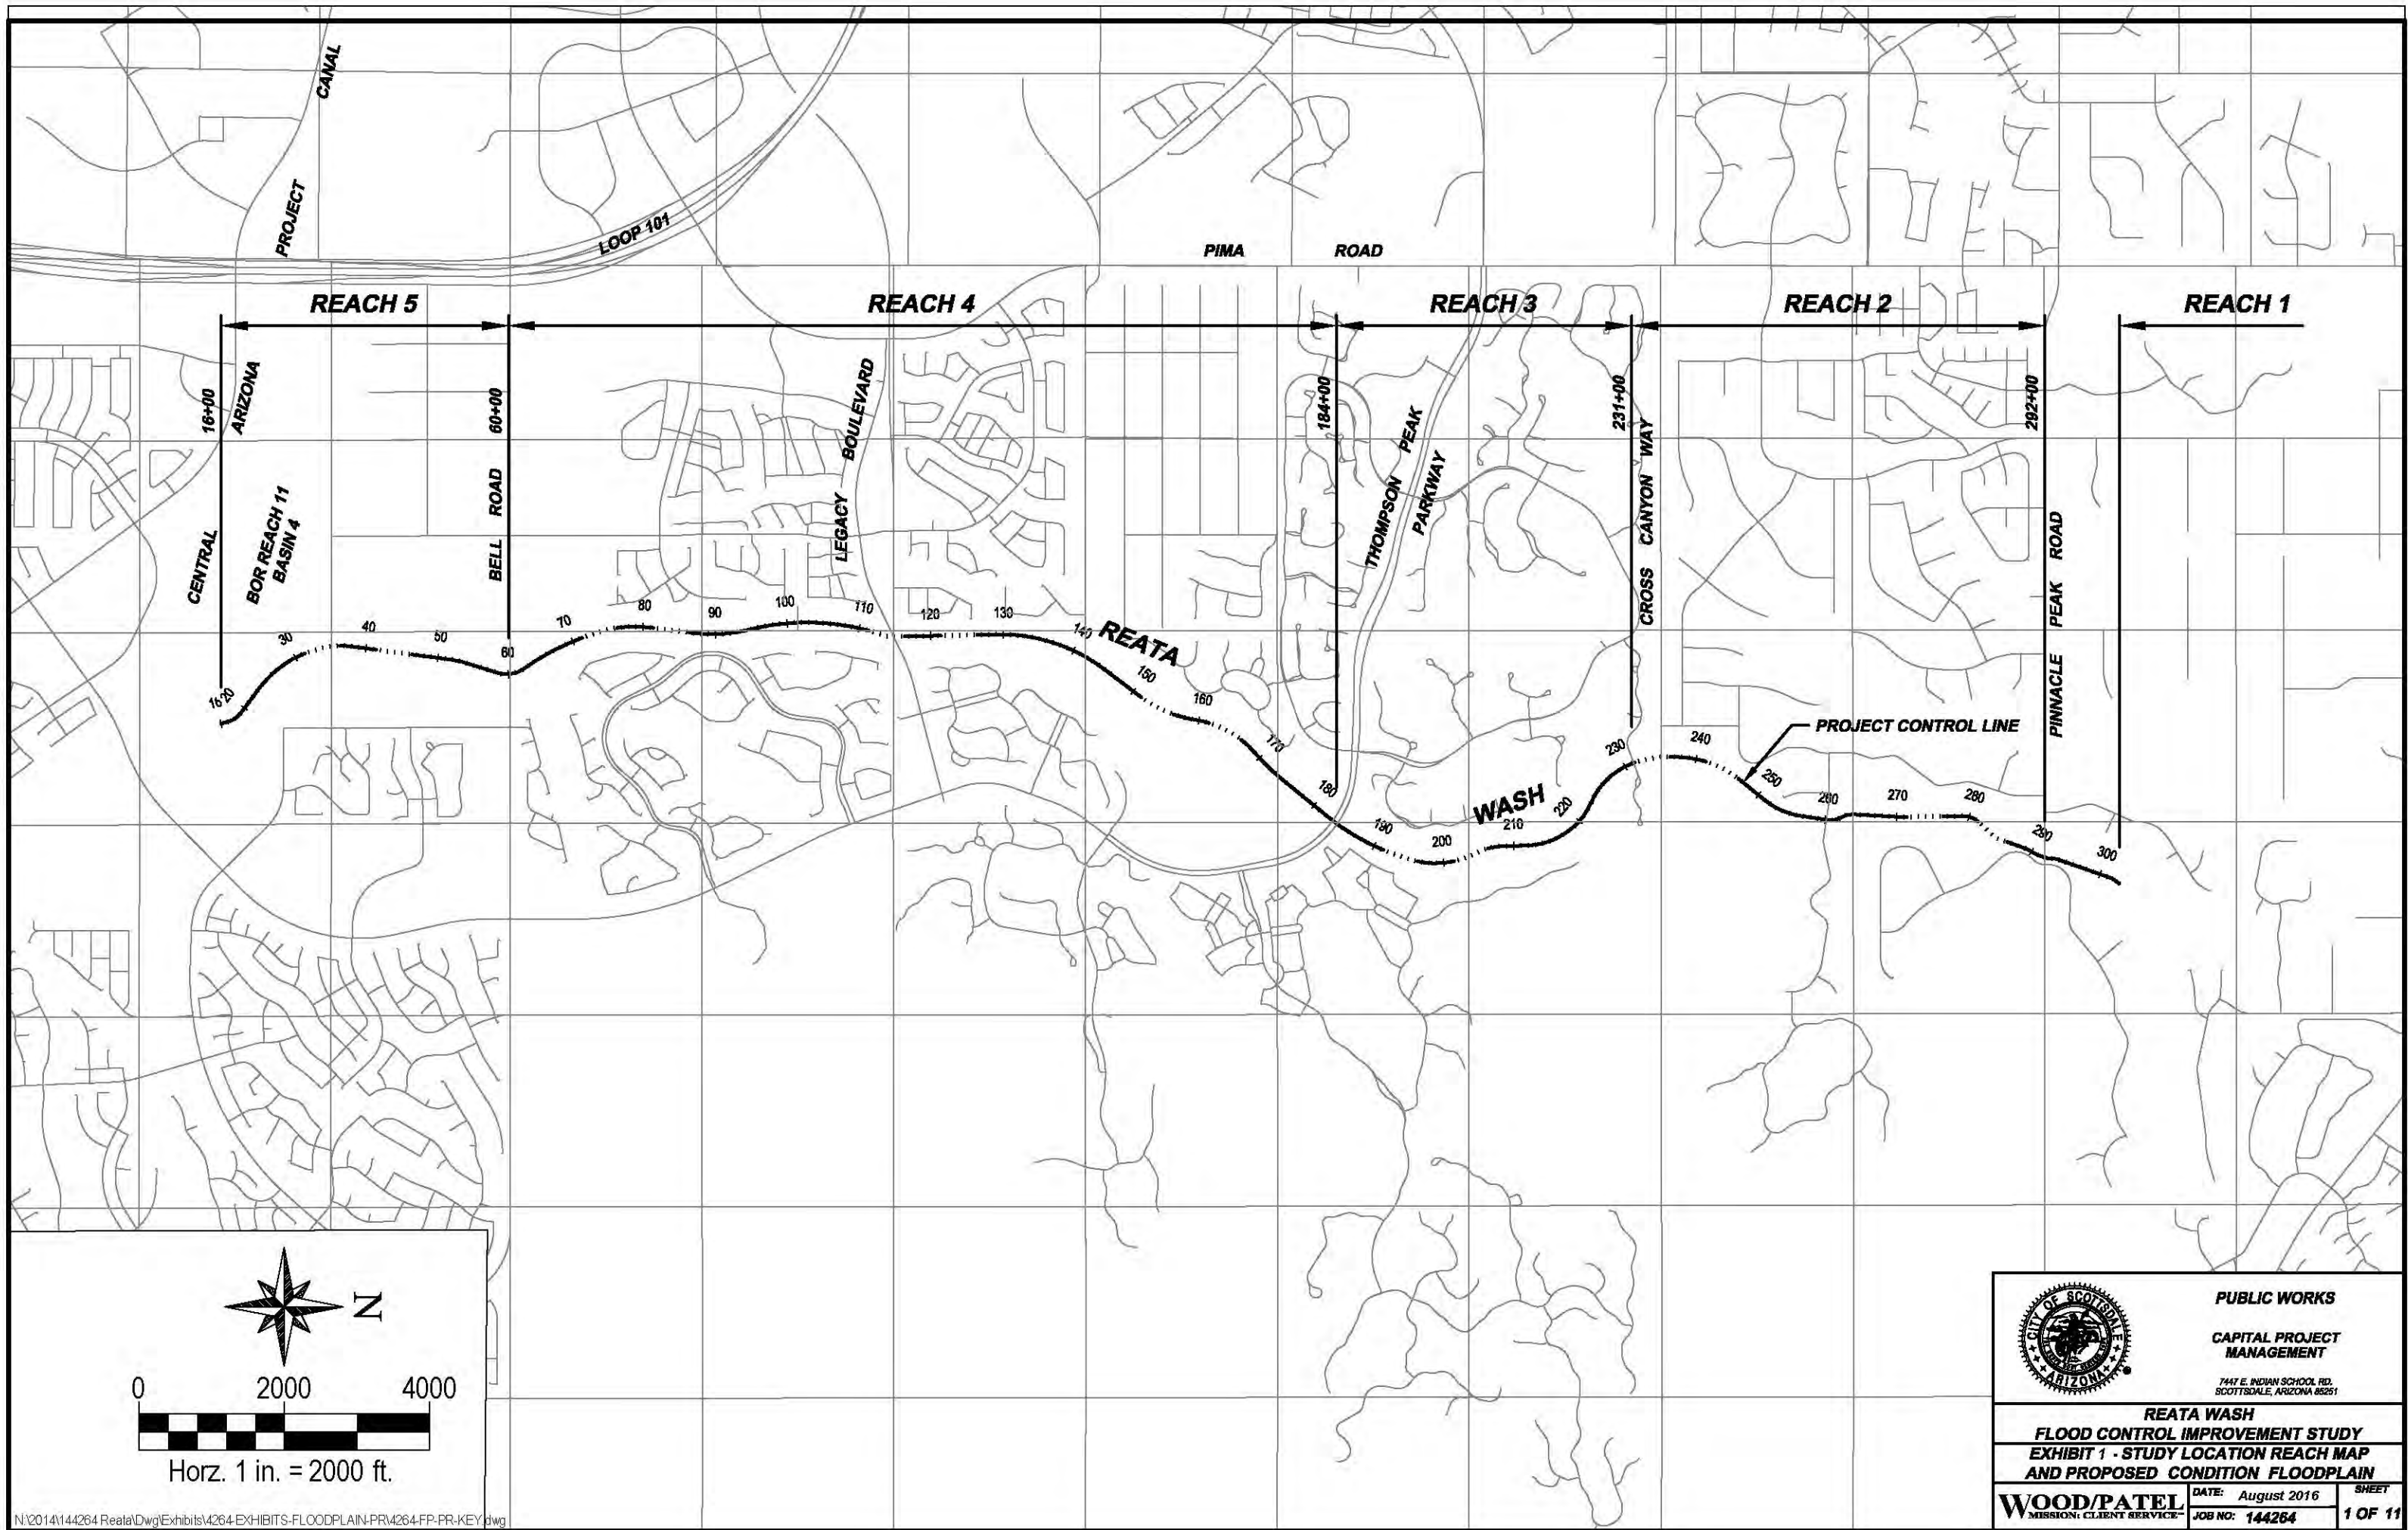 CANAL
PROJECT
LOOP 101
PIMA ROAD
REACH 5
REACH 4
REACH 3
REACH 2
REACH 1
16+00
ARIZONA
60+00
BOULEVARD
184+00
PEAK
231+00
292+00
CENTRAL
BOR REACH 11
BASIN 4
BELL ROAD
LEGACY
THOMPSON
PARKWAY
CROSS CANYON WAY
PINNACLE PEAK ROAD
16 20 30 40 50 60 70 80 90 100 110 120 130 140 150 160 170 180 190 200 210 220 230 240 250 260 270 280 290 300
REATA
WASH
PROJECT CONTROL LINE
N
0 2000 4000
Horz. 1 in. = 2000 ft.
N:\2014\144264 Reata\Dwg\Exhibits\4264-EXHIBITS-FLOODPLAIN-PR\4264-FP-PR-KEY.dwg
CITY OF SCOTTSDALE
ARIZONA
PUBLIC WORKS
CAPITAL PROJECT
MANAGEMENT
7447 E. INDIAN SCHOOL RD.
SCOTTSDALE, ARIZONA 85251
REATA WASH
FLOOD CONTROL IMPROVEMENT STUDY
EXHIBIT 1 - STUDY LOCATION REACH MAP
AND PROPOSED CONDITION FLOODPLAIN
WOOD/PATEL
MISSION: CLIENT SERVICE
DATE: August 2016
JOB NO: 144264
SHEET
1 OF 11